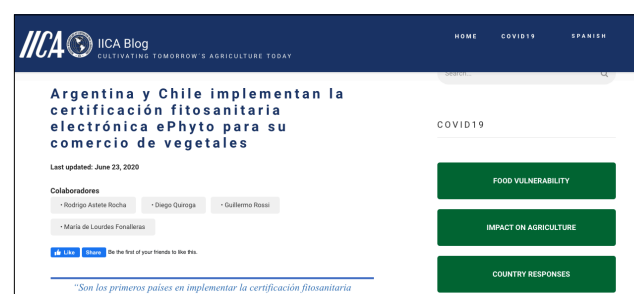 IICA
IICA Blog
CULTIVATING TOMORROW'S AGRICULTURE TODAY
HOME
COVID19
SPANISH
Search...
Argentina y Chile implementan la
certificación fitosanitaria
electrónica ePhyto para su
comercio de vegetales
Last updated: June 23, 2020
Colaboradores
• Rodrigo Astete Rocha
• Diego Quiroga
• Guillermo Rossi
• María de Lourdes Fonalleras
Like
Share
Be the first of your friends to like this.
"Son los primeros países en implementar la certificación fitosanitaria
COVID19
FOOD VULNERABILITY
IMPACT ON AGRICULTURE
COUNTRY RESPONSES